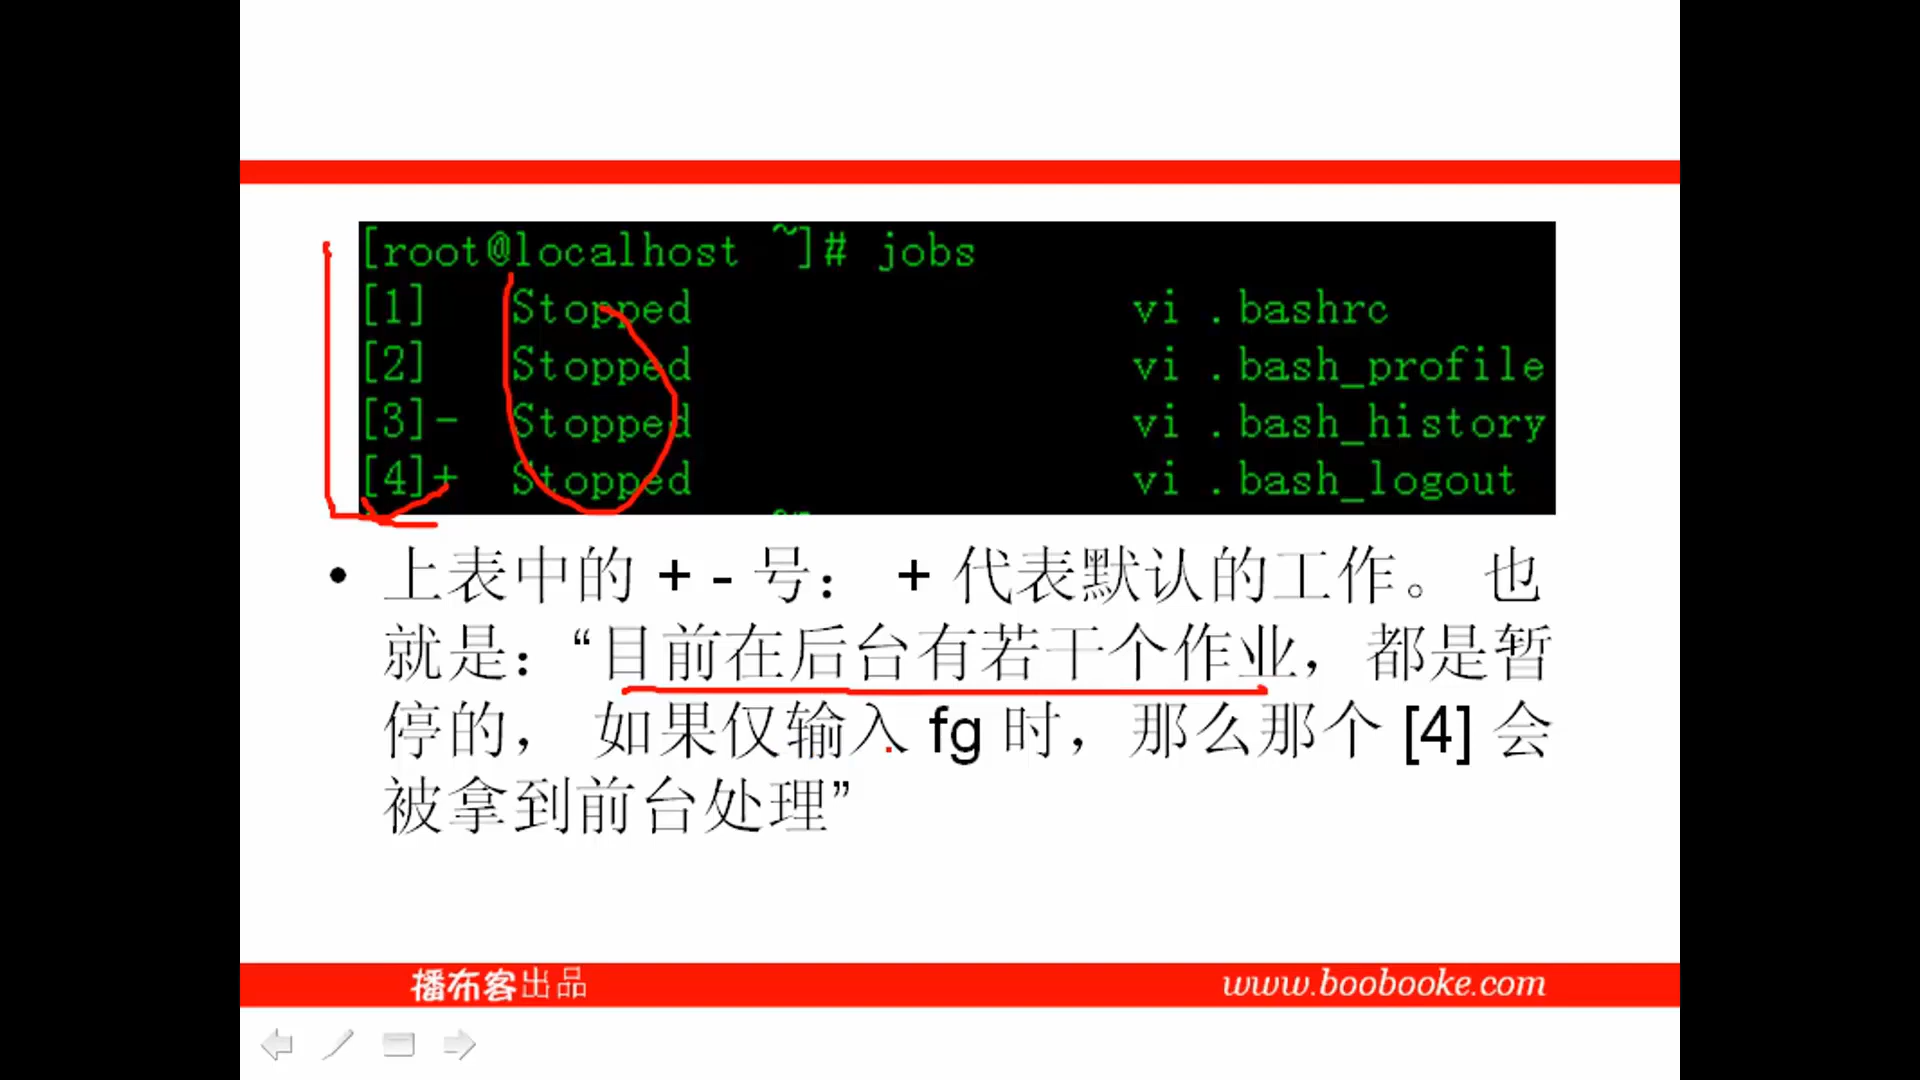 [root@localhost ~]# jobs
[1]   Stopped                 vi .bashrc
[2]   Stopped                 vi .bash_profile
[3]-  Stopped                 vi .bash_history
[4]+  Stopped                 vi .bash_logout
• 上表中的 + - 号： + 代表默认的工作。 也
就是：“目前在后台有若干个作业，都是暂
停的， 如果仅输入 fg 时，那么那个 [4] 会
被拿到前台处理”
播布客出品 www.boobooke.com